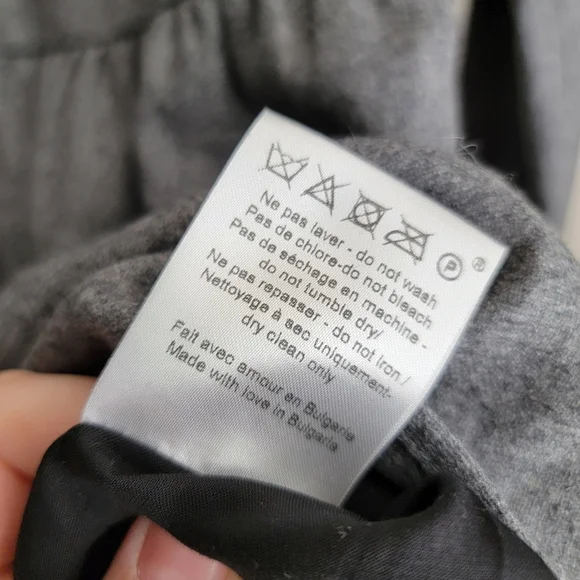 P
®
Ne pas laver - do not wash
Pas de chlore-do not bleach
Pas de séchage en machine -
do not tumble dry/
Ne pas repasser - do not Iron/
Nettoyage à sec uniquement-
dry clean only
Fait avec amour en Bulgaria
Made with love in Bulgaria